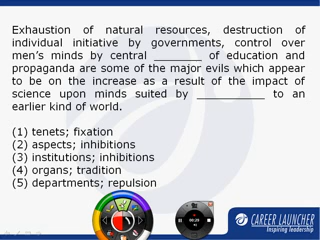 Exhaustion of natural resources, destruction of
individual initiative by governments, control over
men's minds by central _______ of education and
propaganda are some of the major evils which appear
to be on the increase as a result of the impact of
science upon minds suited by __________ to an
earlier kind of world.
(1) tenets; fixation
(2) aspects; inhibitions
(3) institutions; inhibitions
(4) organs; tradition
(5) departments; repulsion
CAREER LAUNCHER
Inspiring leadership